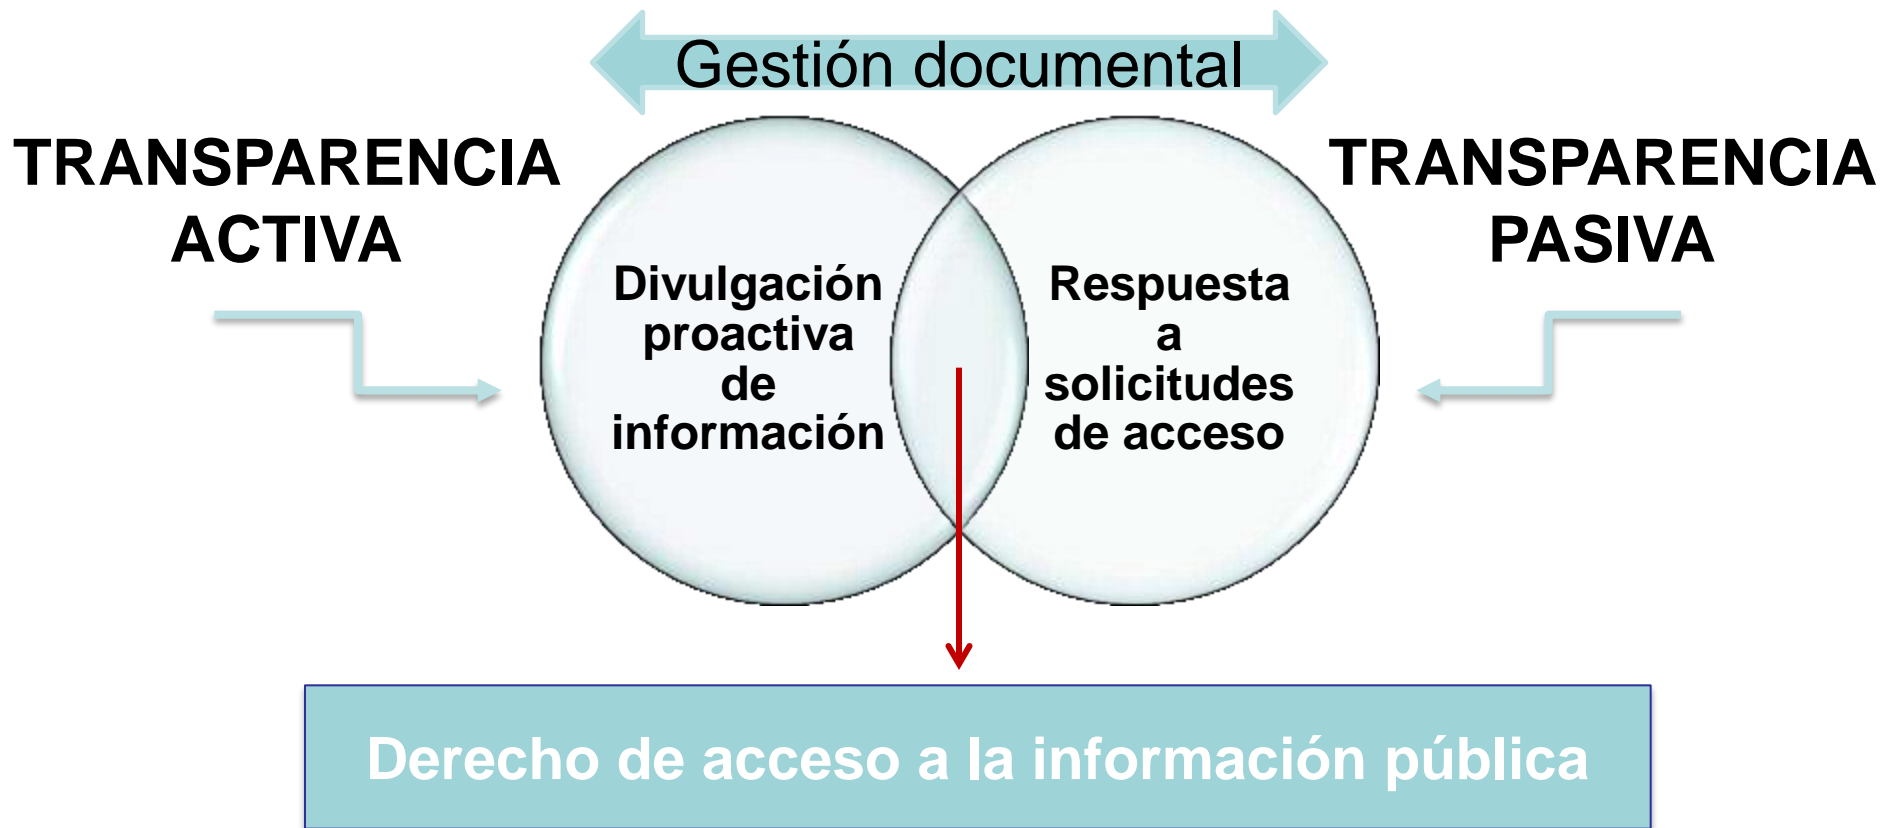 Gestión documental
TRANSPARENCIA
ACTIVA
Divulgación
proactiva
de
información
Respuesta
a
solicitudes
de acceso
TRANSPARENCIA
PASIVA
Derecho de acceso a la información pública